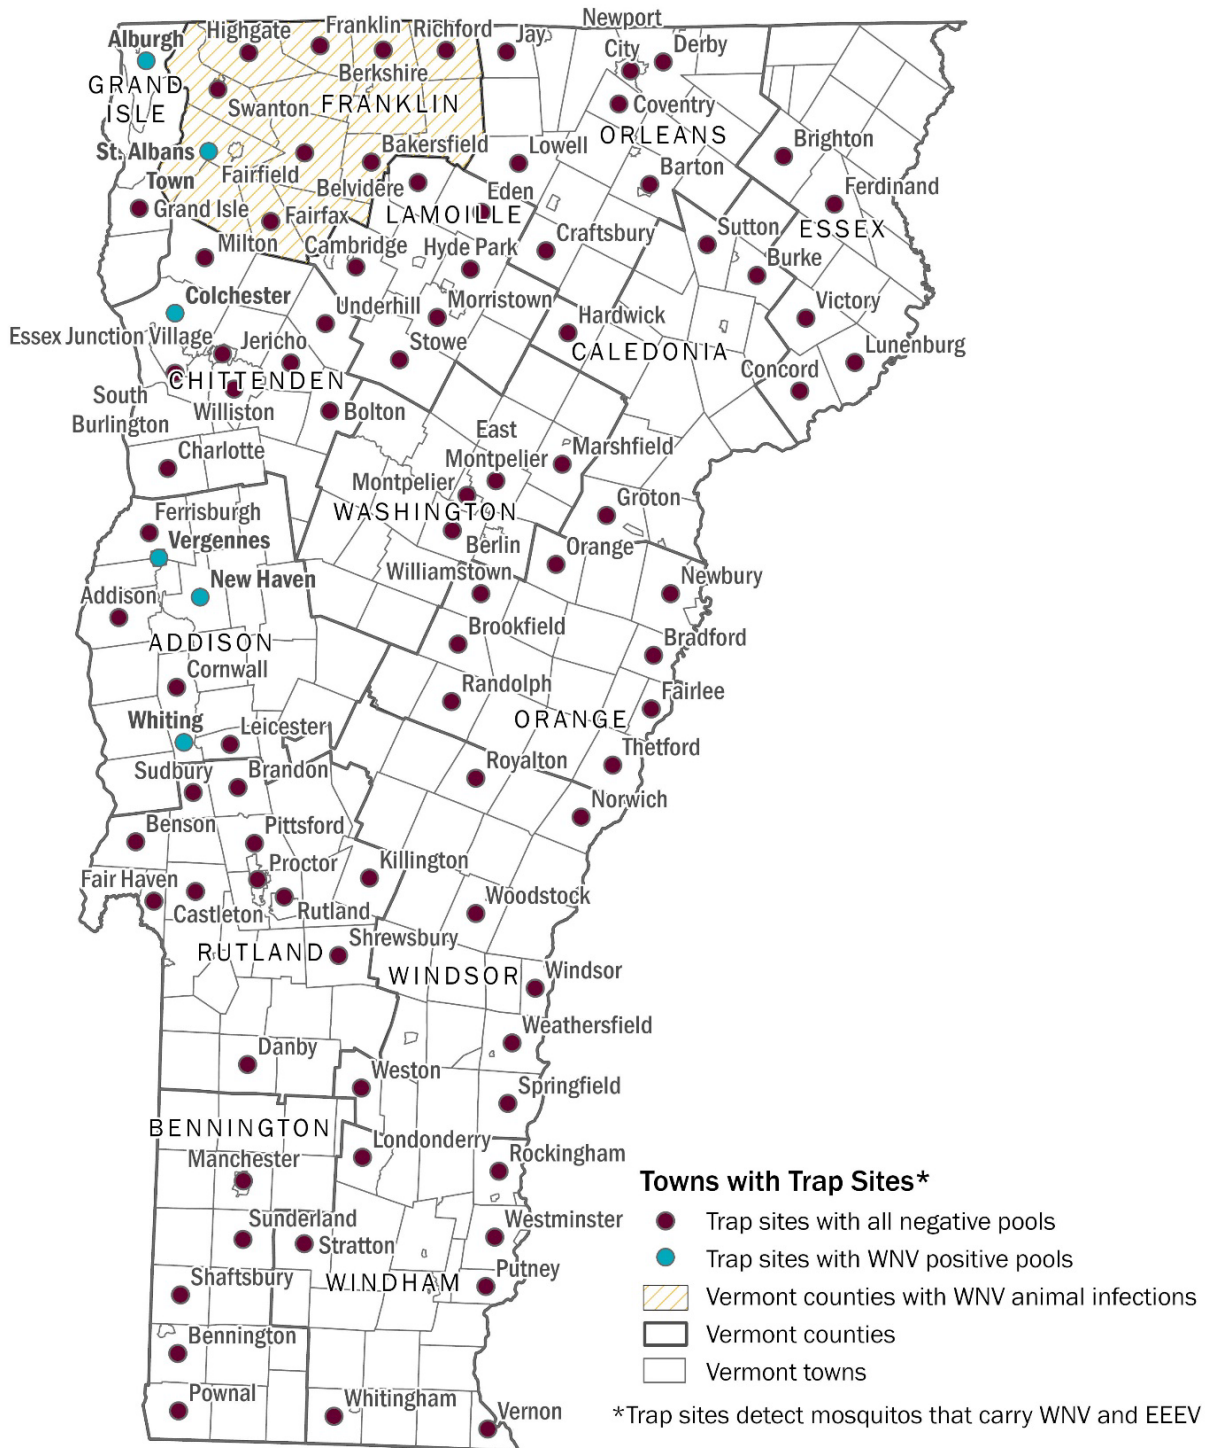 Newport
City
Alburgh
Highgate
Franklin
Richford
Jay
Derby
Berkshire
GRAND
ISLE
Swanton
FRANKLIN
Coventry
ORLEANS
St. Albans
Town
Fairfield
Bakersfield
Lowell
Brighton
Belvidere
Barton
Eden
Ferdinand
Grand Isle
Fairfax
LAMOILLE
Sutton
ESSEX
Milton
Cambridge
Hyde Park
Craftsbury
Burke
Colchester
Underhill
Morristown
Hardwick
Victory
Essex Junction Village
Jericho
Stowe
CALEDONIA
Lunenburg
CHITTENDEN
Concord
South
Burlington
Williston
Bolton
East
Montpelier
Marshfield
Charlotte
Montpelier
Groton
Ferrisburgh
WASHINGTON
Vergennes
Berlin
Orange
New Haven
Williamstown
Newbury
Addison
Brookfield
Bradford
ADDISON
Cornwall
Randolph
Fairlee
Whiting
Leicester
ORANGE
Thetford
Sudbury
Brandon
Royalton
Norwich
Benson
Pittsford
Proctor
Killington
Fair Haven
Castleton
Rutland
Woodstock
Shrewsbury
RUTLAND
WINDSOR
Windsor
Weathersfield
Danby
Weston
Springfield
BENNINGTON
Londonderry
Rockingham
Manchester
Sunderland
Stratton
Westminster
Shaftsbury
WINDHAM
Putney
Bennington
Pownal
Whitingham
Vernon
Towns with Trap Sites*
Trap sites with all negative pools
Trap sites with WNV positive pools
Vermont counties with WNV animal infections
Vermont counties
Vermont towns
*Trap sites detect mosquitos that carry WNV and EEEV